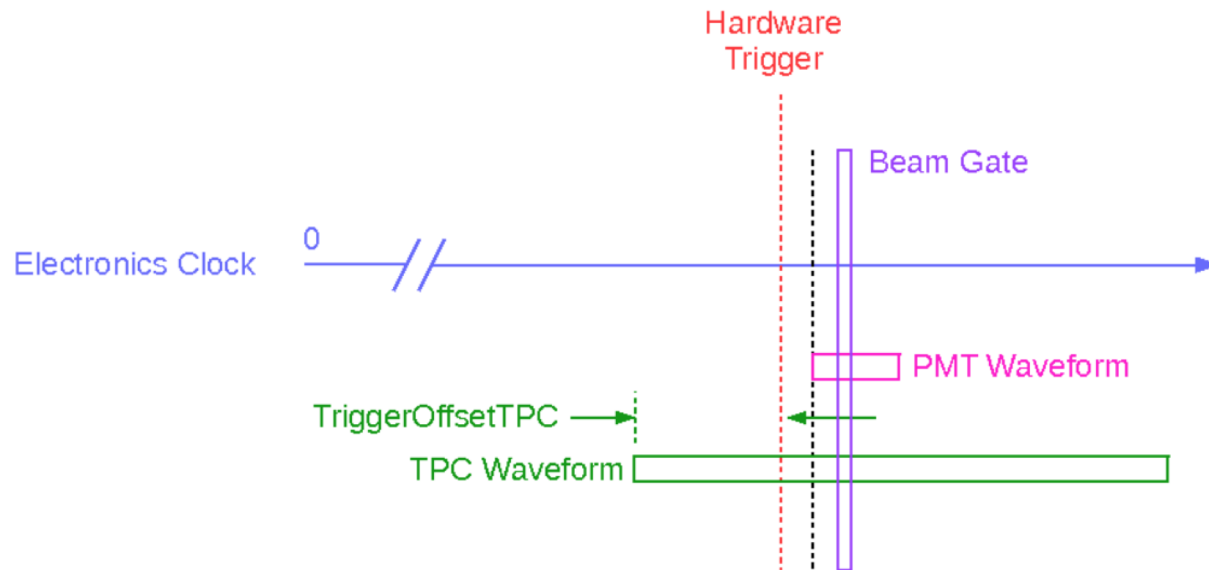 Hardware
Trigger
Beam Gate
0
Electronics Clock
PMT Waveform
TriggerOffsetTPC
TPC Waveform